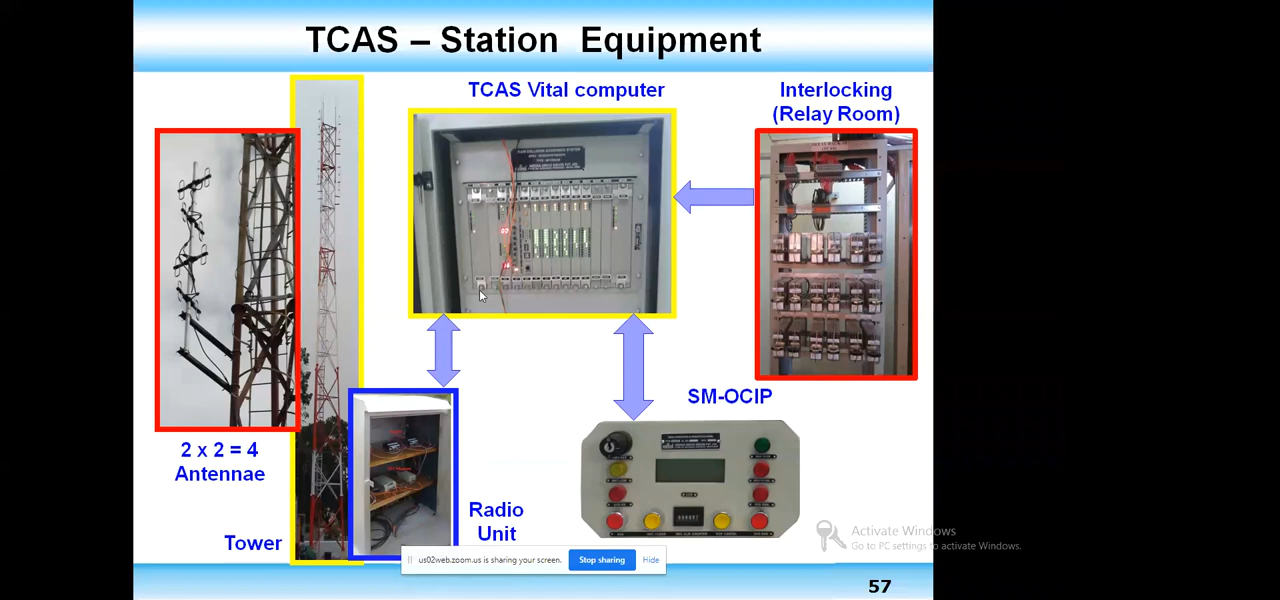 TCAS – Station Equipment
TCAS Vital computer
Interlocking
(Relay Room)
SM-OCIP
2 x 2 = 4
Antennae
Tower
Radio
Unit
Activate Windows
Go to PC settings to activate Windows.
us02web.zoom.us is sharing your screen.
Stop sharing
Hide
57